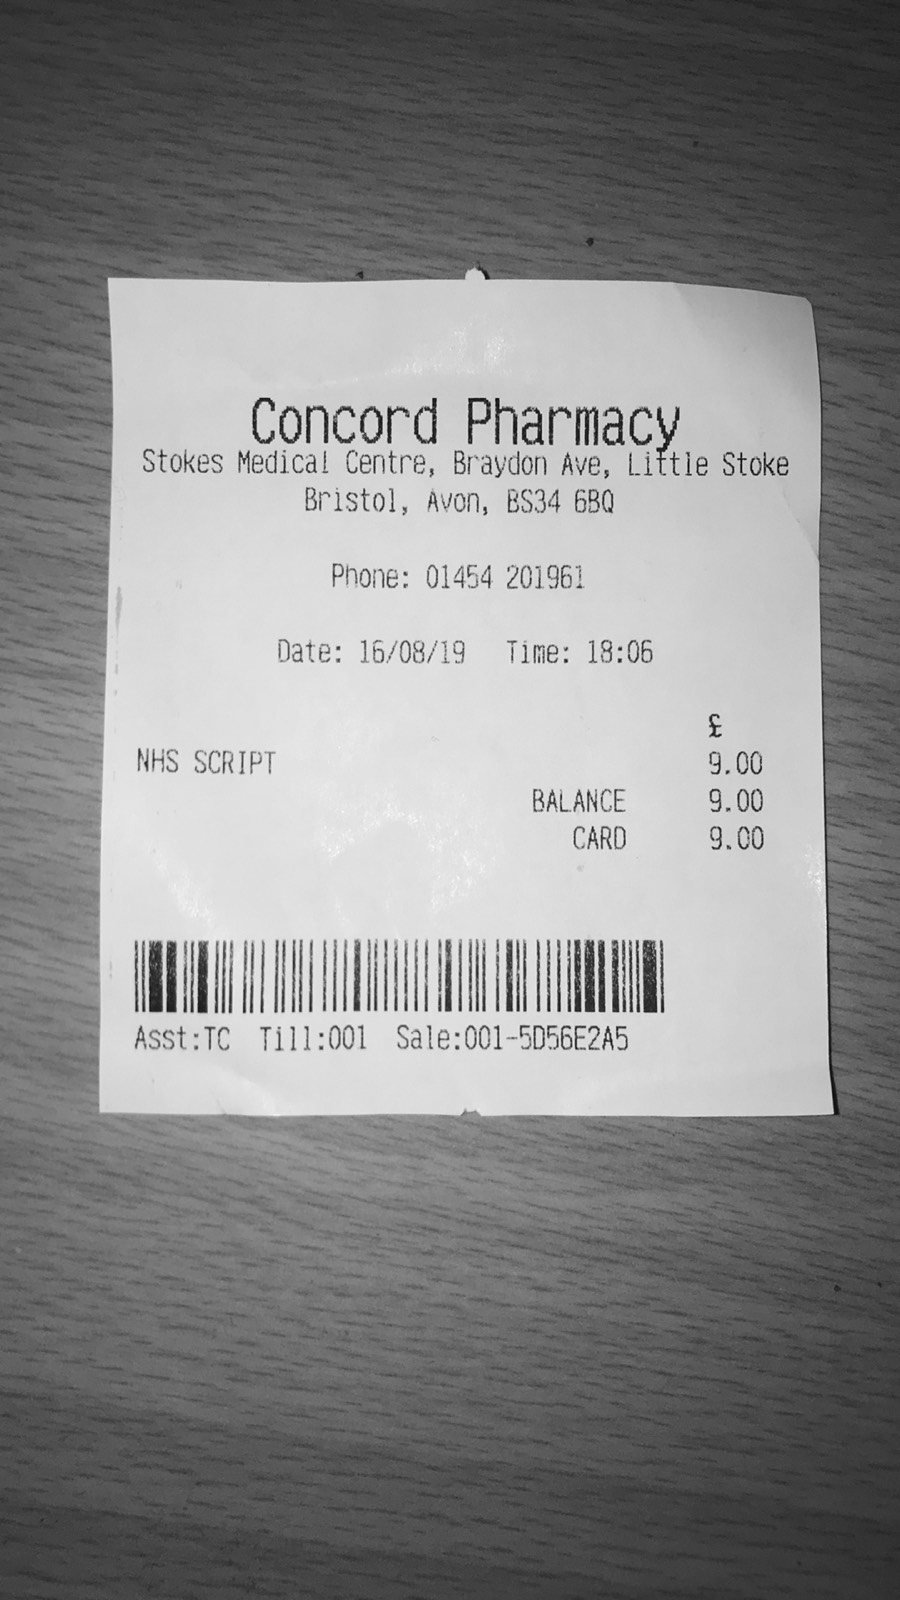 Concord Pharmacy
Stokes Medical Centre, Braydon Ave, Little Stoke
Bristol, Avon, BS34 6BQ
Phone: 01454 201961
Date: 16/08/19 Time: 18:06
£
NHS SCRIPT 9.00
BALANCE 9.00
CARD 9.00
Asst:TC Till:001 Sale:001-5D56E2A5